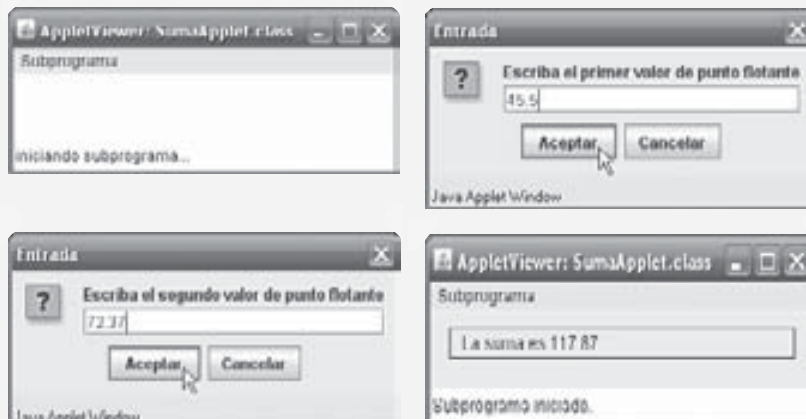 AppletViewer: SumaApplet.class
Subprograma
iniciando subprograma...
Entrada
?
Escriba el primer valor de punto flotante
45.5
Aceptar
Cancelar
Java Applet Window
Entrada
?
Escriba el segundo valor de punto flotante
72.37
Aceptar
Cancelar
Java Applet Window
AppletViewer: SumaApplet.class
Subprograma
La suma es 117.87
Subprograma iniciado.